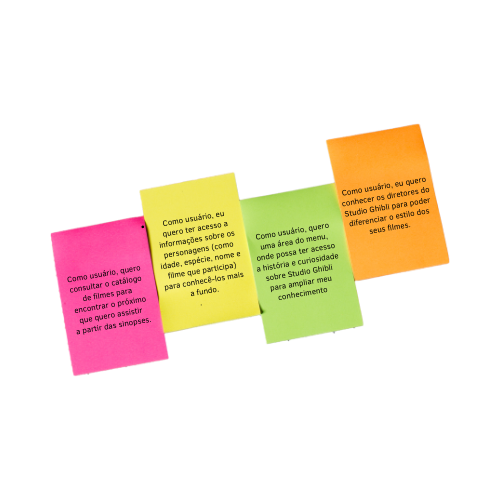 Como usuário, quero
consultar o catálogo
de filmes para
encontrar o próximo
que quero assistir
a partir das sinopses.
Como usuário, eu
quero ter acesso a
informações sobre os
personagens (como
idade, espécie, nome e
filme que participa)
para conhecê-los mais
a fundo.
Como usuário, quero
uma área do menu,
onde possa ter acesso
a história e curiosidade
sobre Studio Ghibli
para ampliar meu
conhecimento
Como usuário, eu quero
conhecer os diretores do
Studio Ghibli para poder
diferenciar o estilo dos
seus filmes.